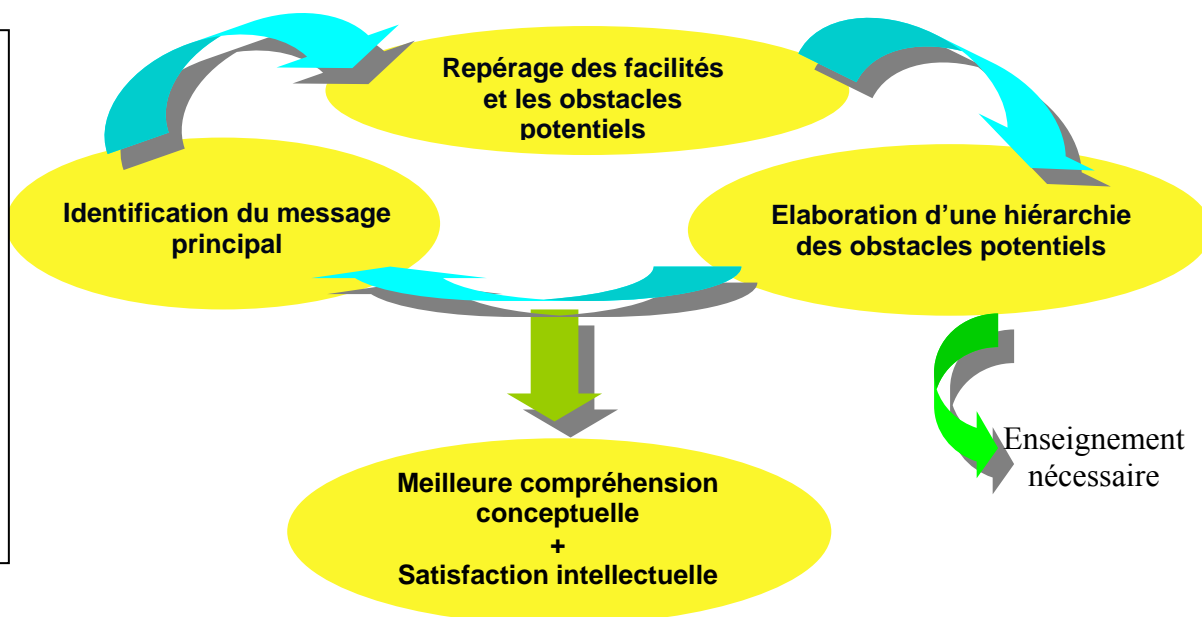 Repérage des facilités
et les obstacles
potentiels
Identification du message
principal
Elaboration d’une hiérarchie
des obstacles potentiels
Enseignement
nécessaire
Meilleure compréhension
conceptuelle
+
Satisfaction intellectuelle